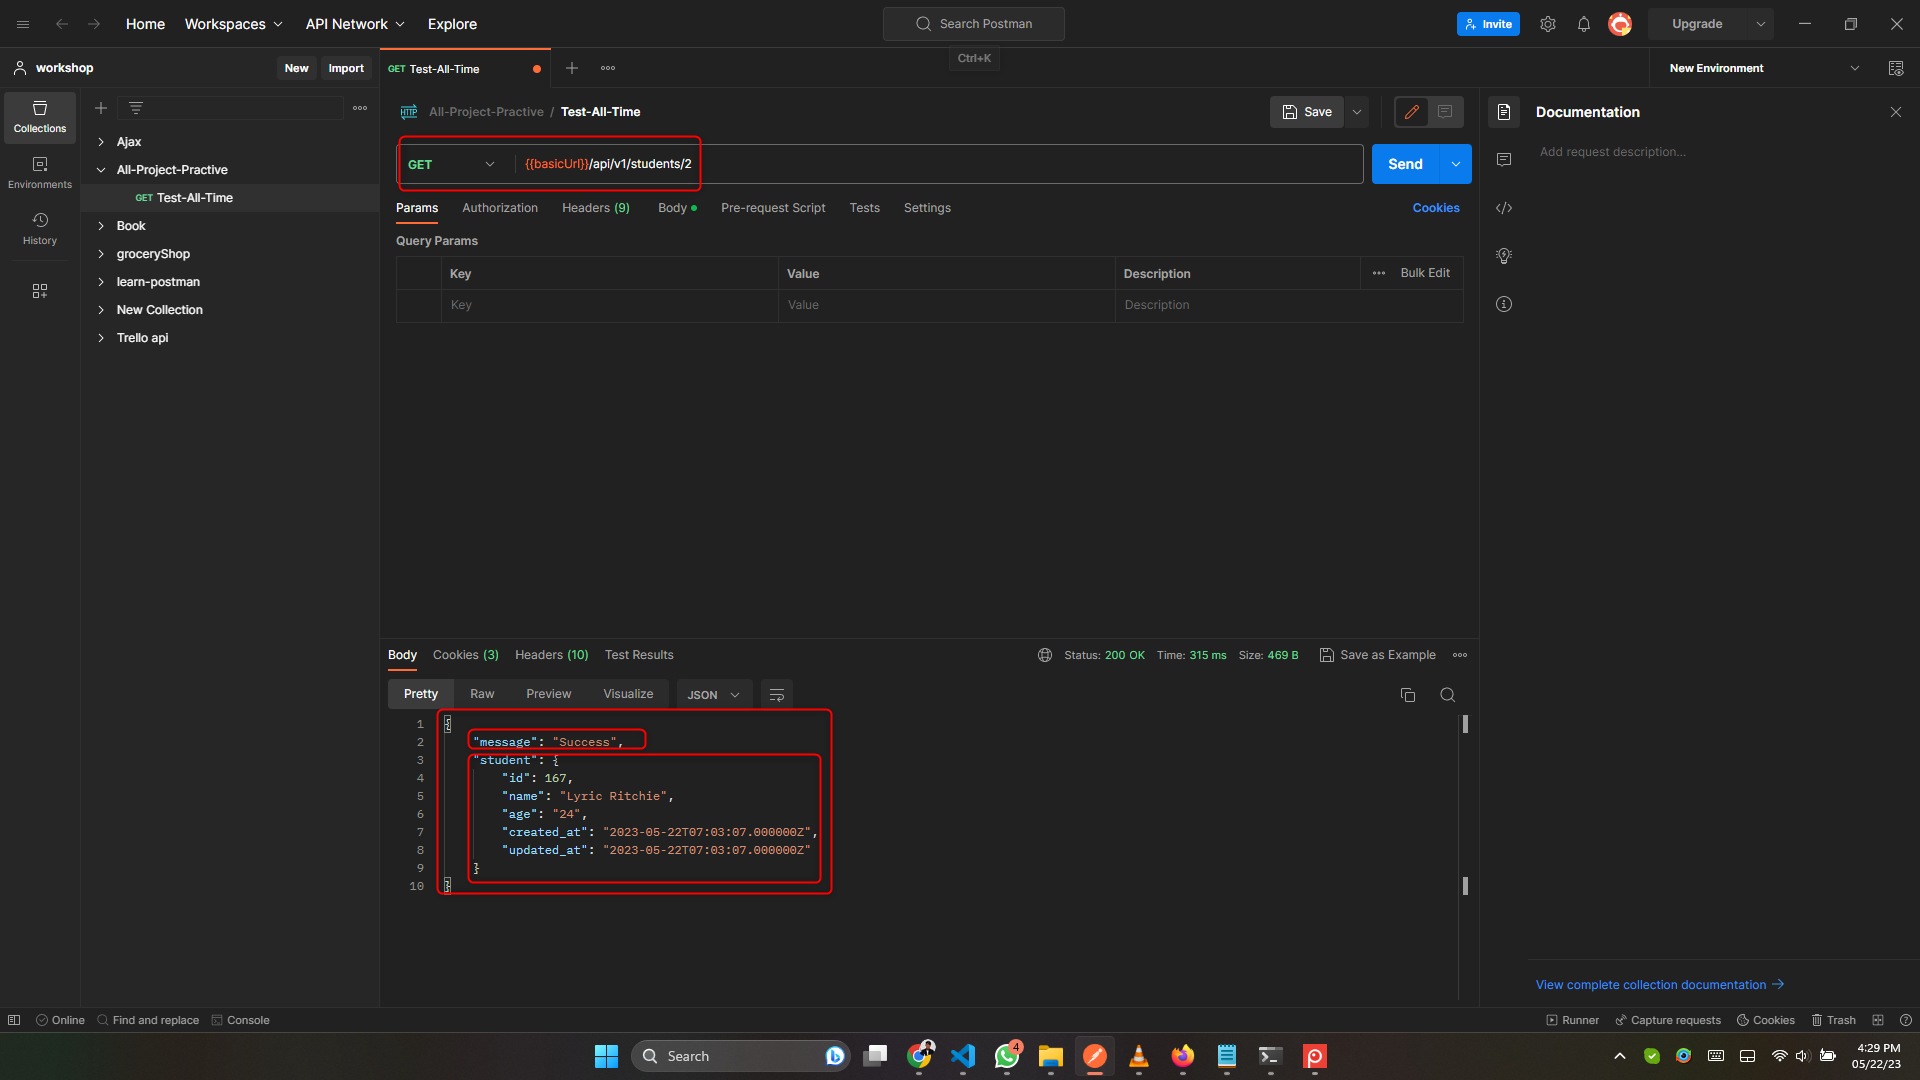 Home Workspaces API Network Explore Search Postman Invite Upgrade
Ctrl+K
workshop New Import GET Test-All-Time New Environment
Collections
Environments
History
Ajax
All-Project-Practive
GET Test-All-Time
Book
groceryShop
learn-postman
New Collection
Trello api
HTTP All-Project-Practive / Test-All-Time Save
GET {{basicUrl}}/api/v1/students/2 Send
Params Authorization Headers (9) Body Pre-request Script Tests Settings Cookies
Query Params
Key Value Description Bulk Edit
Key Value Description
Documentation
Add request description...
Body Cookies (3) Headers (10) Test Results Status: 200 OK Time: 315 ms Size: 469 B Save as Example
Pretty Raw Preview Visualize JSON
1 {
2 "message": "Success",
3 "student": {
4 "id": 167,
5 "name": "Lyric Ritchie",
6 "age": "24",
7 "created_at": "2023-05-22T07:03:07.000000Z",
8 "updated_at": "2023-05-22T07:03:07.000000Z"
9 }
10 }
View complete collection documentation →
Online Find and replace Console Runner Capture requests Cookies Trash
Search 4 4:29 PM
05/22/23